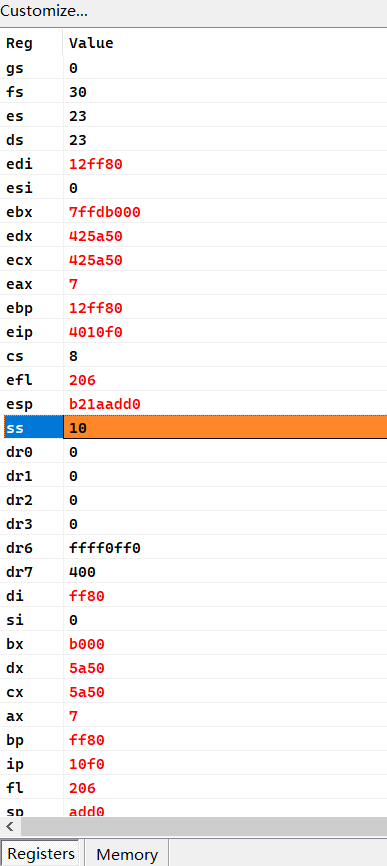 Customize...
Reg Value
gs 0
fs 30
es 23
ds 23
edi 12ff80
esi 0
ebx 7ffdb000
edx 425a50
ecx 425a50
eax 7
ebp 12ff80
eip 4010f0
cs 8
efl 206
esp b21aadd0
ss 10
dr0 0
dr1 0
dr2 0
dr3 0
dr6 ffff0ff0
dr7 400
di ff80
si 0
bx b000
dx 5a50
cx 5a50
ax 7
bp ff80
ip 10f0
fl 206
sp add0
Registers Memory